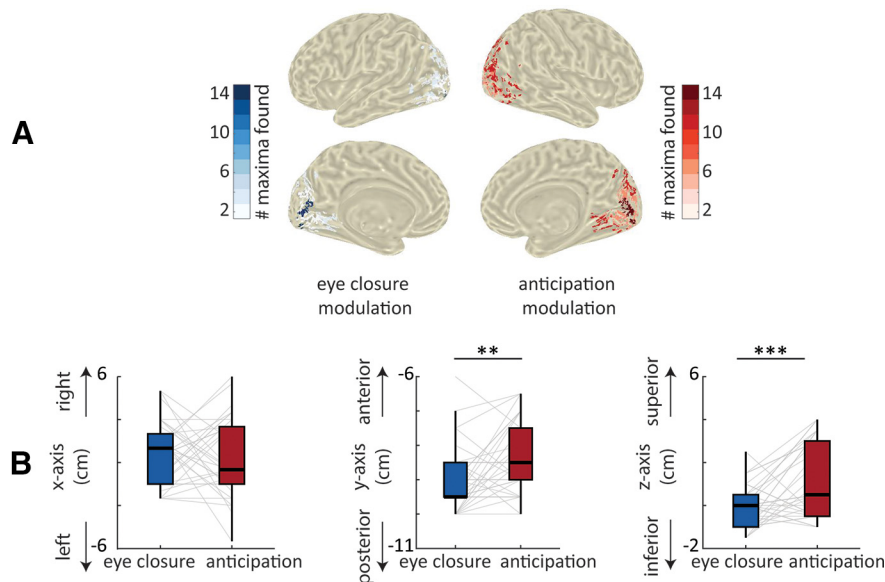 A
14
10
6
2
# maxima found
14
10
6
2
# maxima found
eye closure
modulation
anticipation
modulation
B
right
x-axis
(cm)
left
6
-6
eye closure
anticipation
**
anterior
y-axis
(cm)
posterior
-6
-11
eye closure
anticipation
***
superior
z-axis
(cm)
inferior
6
-2
eye closure
anticipation